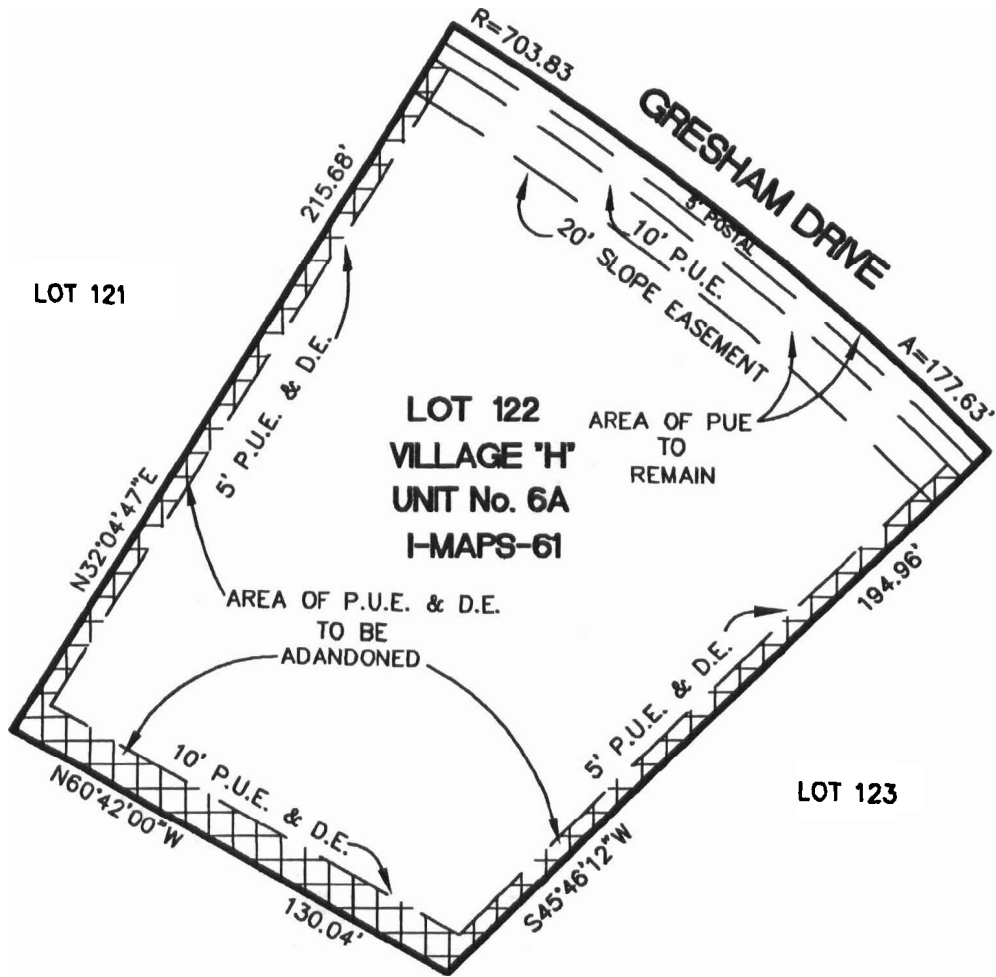 R=703.83
GRESHAM DRIVE
5' POSTAL
10' P.U.E.
20' SLOPE EASEMENT
215.68'
LOT 121
A=177.63'
5' P.U.E. & D.E.
LOT 122
VILLAGE "H"
UNIT No. 6A
I-MAPS-61
AREA OF PUE
TO
REMAIN
N32°04'47"E
AREA OF P.U.E. & D.E.
TO BE
ADANDONED
194.96'
5' P.U.E. & D.E.
10' P.U.E. & D.E.
N60°42'00"W
130.04'
S45°46'12"W
LOT 123